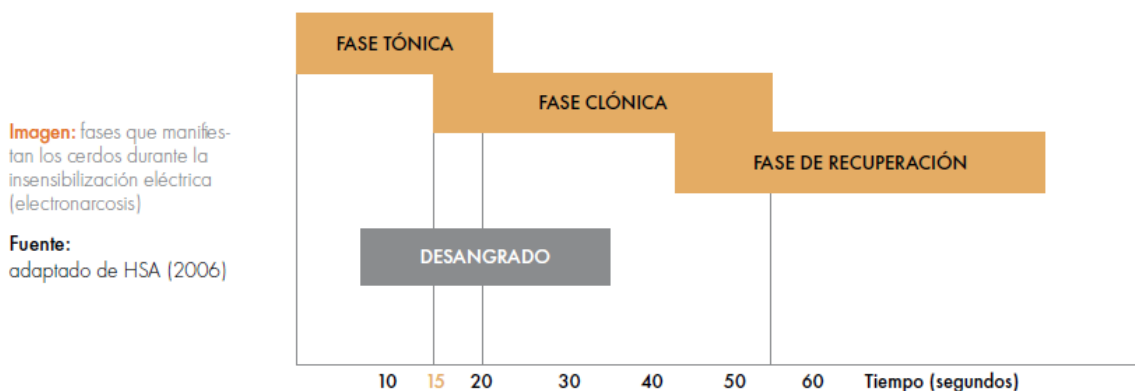 FASE TÓNICA
FASE CLÓNICA
FASE DE RECUPERACIÓN
Imagen: fases que manifies-
tan los cerdos durante la
insensibilización eléctrica
(electronarcosis)
Fuente:
adaptado de HSA (2006)
DESANGRADO
10 15 20 30 40 50 60 Tiempo (segundos)